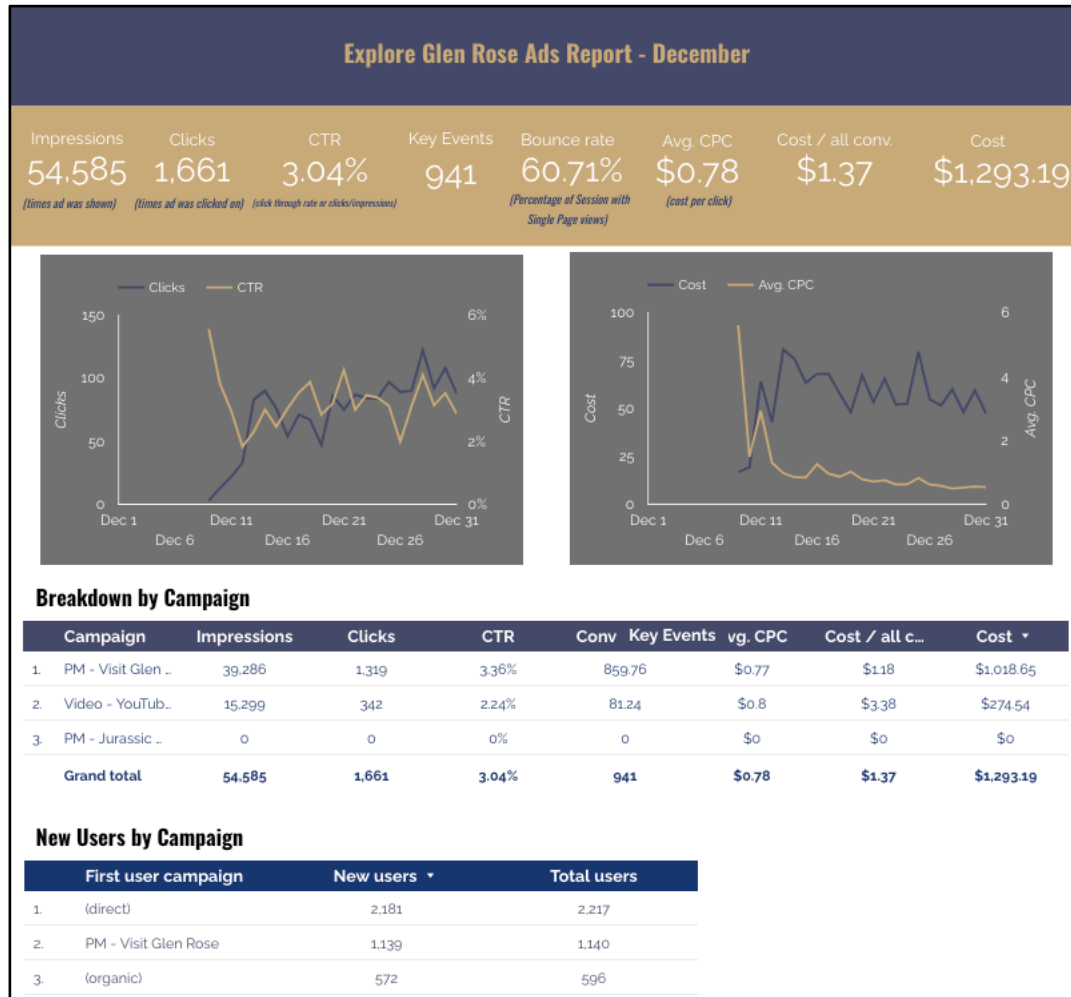 Explore Glen Rose Ads Report - December
Impressions Clicks CTR Key Events Bounce rate Avg. CPC Cost / all conv. Cost
54,585 1,661 3.04% 941 60.71% $0.78 $1.37 $1,293.19
(times ad was shown) (times ad was clicked on) (click through rate or clicks/impressions) (Percentage of Session with Single Page views) (cost per click)
Clicks CTR
150 6%
100 4%
50 2%
0 0%
Clicks
CTR
Dec 1 Dec 11 Dec 21 Dec 31
Dec 6 Dec 16 Dec 26
Cost Avg. CPC
100 6
75
4
50
2
25
0 0
Cost
Avg. CPC
Dec 1 Dec 11 Dec 21 Dec 31
Dec 6 Dec 16 Dec 26
Breakdown by Campaign
Campaign Impressions Clicks CTR Conv Key Events vg. CPC Cost / all c... Cost
1. PM - Visit Glen ... 39,286 1,319 3.36% 859.76 $0.77 $1.18 $1,018.65
2. Video - YouTub... 15,299 342 2.24% 81.24 $0.8 $3.38 $274.54
3. PM - Jurassic ... 0 0 0% 0 $0 $0 $0
Grand total 54,585 1,661 3.04% 941 $0.78 $1.37 $1,293.19
New Users by Campaign
First user campaign New users Total users
1. (direct) 2,181 2,217
2. PM - Visit Glen Rose 1,139 1,140
3. (organic) 572 596